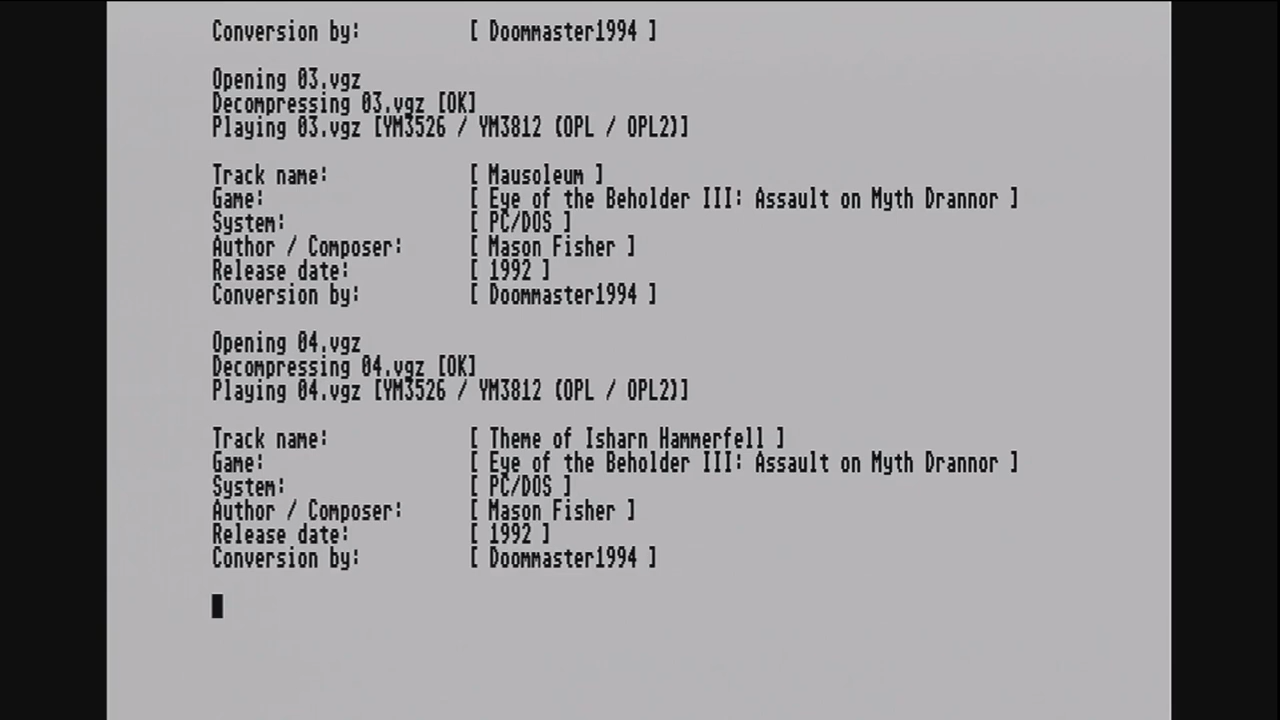 Conversion by: [ Doommaster1994 ]
Opening 03.vgz
Decompressing 03.vgz [OK]
Playing 03.vgz [YM3526 / YM3812 (OPL / OPL2)]
Track name: [ Mausoleum ]
Game: [ Eye of the Beholder III: Assault on Myth Drannor ]
System: [ PC/DOS ]
Author / Composer: [ Mason Fisher ]
Release date: [ 1992 ]
Conversion by: [ Doommaster1994 ]
Opening 04.vgz
Decompressing 04.vgz [OK]
Playing 04.vgz [YM3526 / YM3812 (OPL / OPL2)]
Track name: [ Theme of Isharn Hammerfell ]
Game: [ Eye of the Beholder III: Assault on Myth Drannor ]
System: [ PC/DOS ]
Author / Composer: [ Mason Fisher ]
Release date: [ 1992 ]
Conversion by: [ Doommaster1994 ]